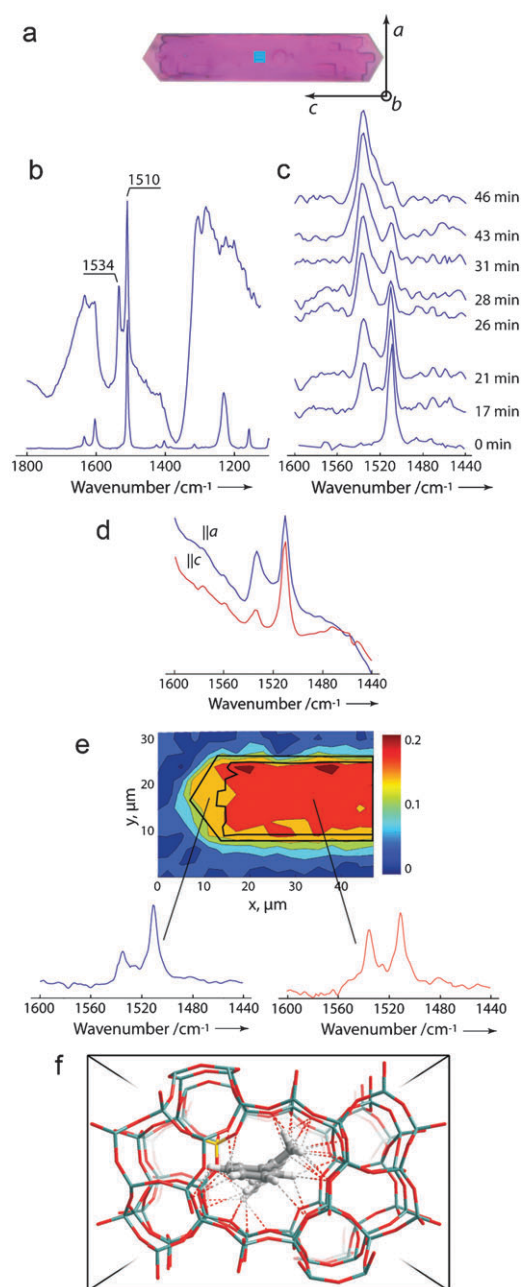 a
a
c
b
b
c
1510
1534
46 min
43 min
31 min
28 min
26 min
21 min
17 min
0 min
1800 1600 1400 1200
1600 1560 1520 1480 1440
Wavenumber /cm-1
Wavenumber /cm-1
d
||a
||c
1600 1560 1520 1480 1440
Wavenumber /cm-1
e
30
20
10
y, µm
0 10 20 30 40
x, µm
0.2
0.1
0
1600 1560 1520 1480 1440
Wavenumber /cm-1
1600 1560 1520 1480 1440
Wavenumber /cm-1
f